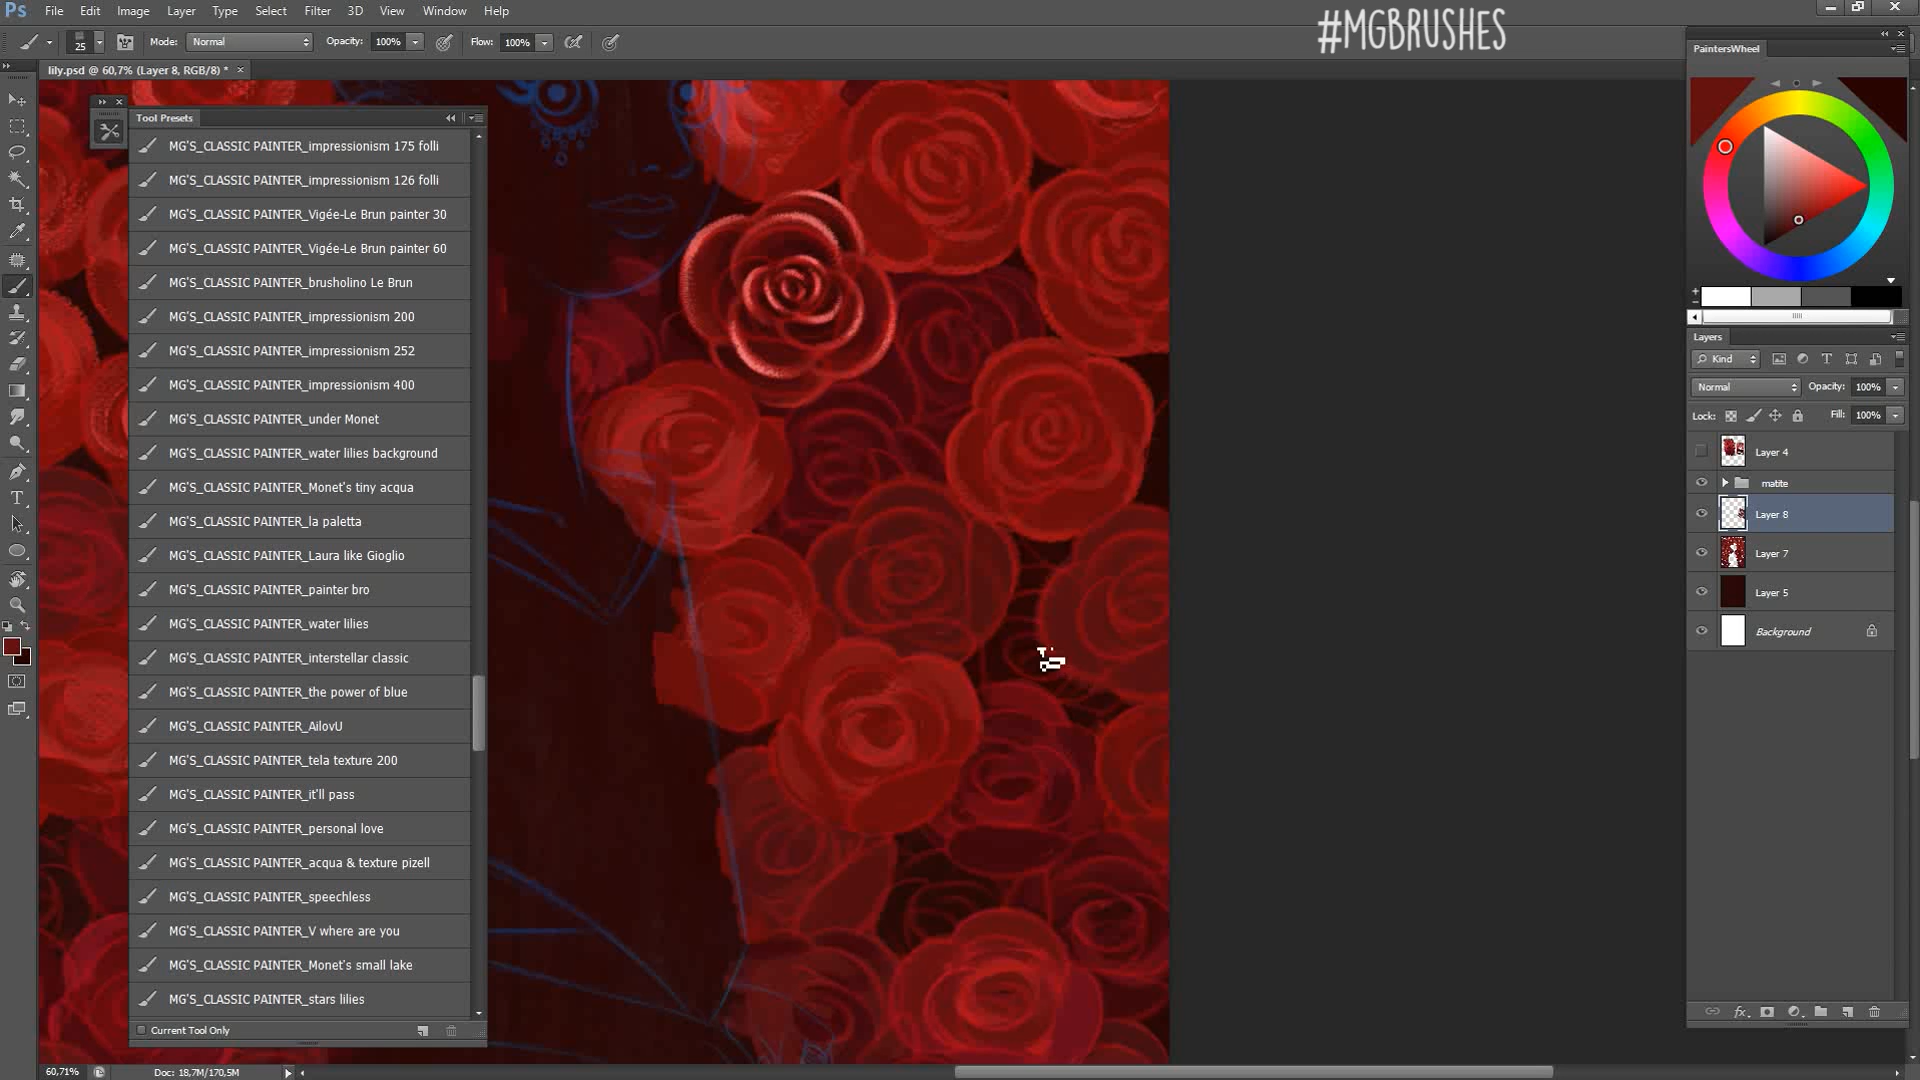 Ps File Edit Image Layer Type Select Filter 3D View Window Help
#MGBRUSHES
25 Mode: Normal Opacity: 100% Flow: 100%
lily.psd @ 60,7% (Layer 8, RGB/8) * ×
Tool Presets
MG'S_CLASSIC PAINTER_impressionism 175 folli
MG'S_CLASSIC PAINTER_impressionism 126 folli
MG'S_CLASSIC PAINTER_Vigée-Le Brun painter 30
MG'S_CLASSIC PAINTER_Vigée-Le Brun painter 60
MG'S_CLASSIC PAINTER_brusholino Le Brun
MG'S_CLASSIC PAINTER_impressionism 200
MG'S_CLASSIC PAINTER_impressionism 252
MG'S_CLASSIC PAINTER_impressionism 400
MG'S_CLASSIC PAINTER_under Monet
MG'S_CLASSIC PAINTER_water lilies background
MG'S_CLASSIC PAINTER_Monet's tiny acqua
MG'S_CLASSIC PAINTER_la paletta
MG'S_CLASSIC PAINTER_Laura like Gioglio
MG'S_CLASSIC PAINTER_painter bro
MG'S_CLASSIC PAINTER_water lilies
MG'S_CLASSIC PAINTER_interstellar classic
MG'S_CLASSIC PAINTER_the power of blue
MG'S_CLASSIC PAINTER_AilovU
MG'S_CLASSIC PAINTER_tela texture 200
MG'S_CLASSIC PAINTER_it'll pass
MG'S_CLASSIC PAINTER_personal love
MG'S_CLASSIC PAINTER_acqua & texture pizell
MG'S_CLASSIC PAINTER_speechless
MG'S_CLASSIC PAINTER_V where are you
MG'S_CLASSIC PAINTER_Monet's small lake
MG'S_CLASSIC PAINTER_stars lilies
Current Tool Only
PaintersWheel
Layers
Kind
Normal Opacity: 100%
Lock: Fill: 100%
Layer 4
matite
Layer 8
Layer 7
Layer 5
Background
60,71% Doc: 18,7M/170,5M